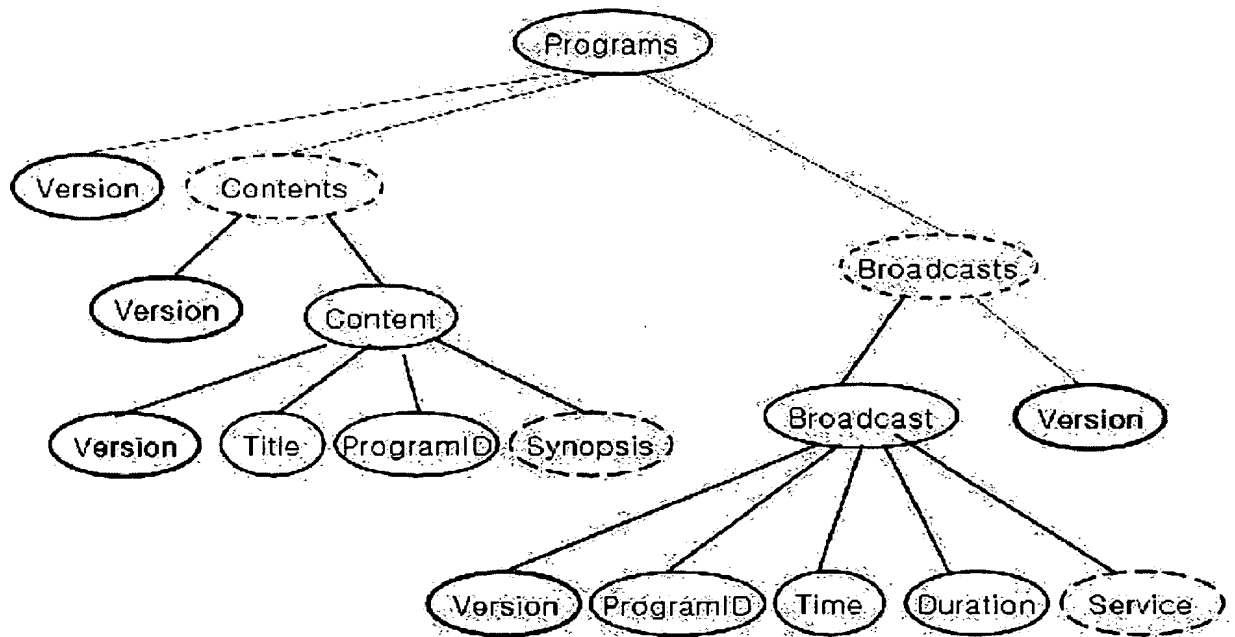 Programs
Version Contents
Broadcasts
Version Content
Version Title ProgramID Synopsis Broadcast Version
Version ProgramID Time Duration Service